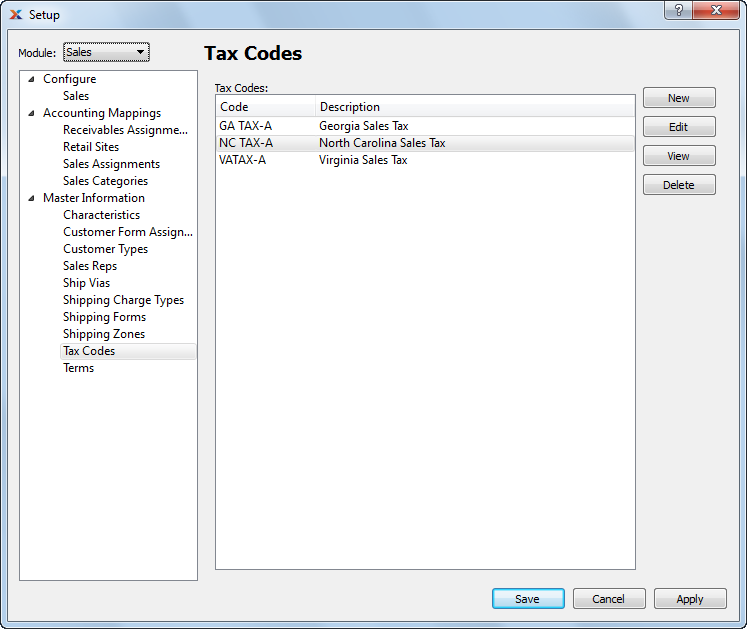 Setup
Module: Sales
Configure
Sales
Accounting Mappings
Receivables Assignme...
Retail Sites
Sales Assignments
Sales Categories
Master Information
Characteristics
Customer Form Assign...
Customer Types
Sales Reps
Ship Vias
Shipping Charge Types
Shipping Forms
Shipping Zones
Tax Codes
Terms
Tax Codes
Tax Codes:
Code Description
GA TAX-A Georgia Sales Tax
NC TAX-A North Carolina Sales Tax
VATAX-A Virginia Sales Tax
New
Edit
View
Delete
Save Cancel Apply